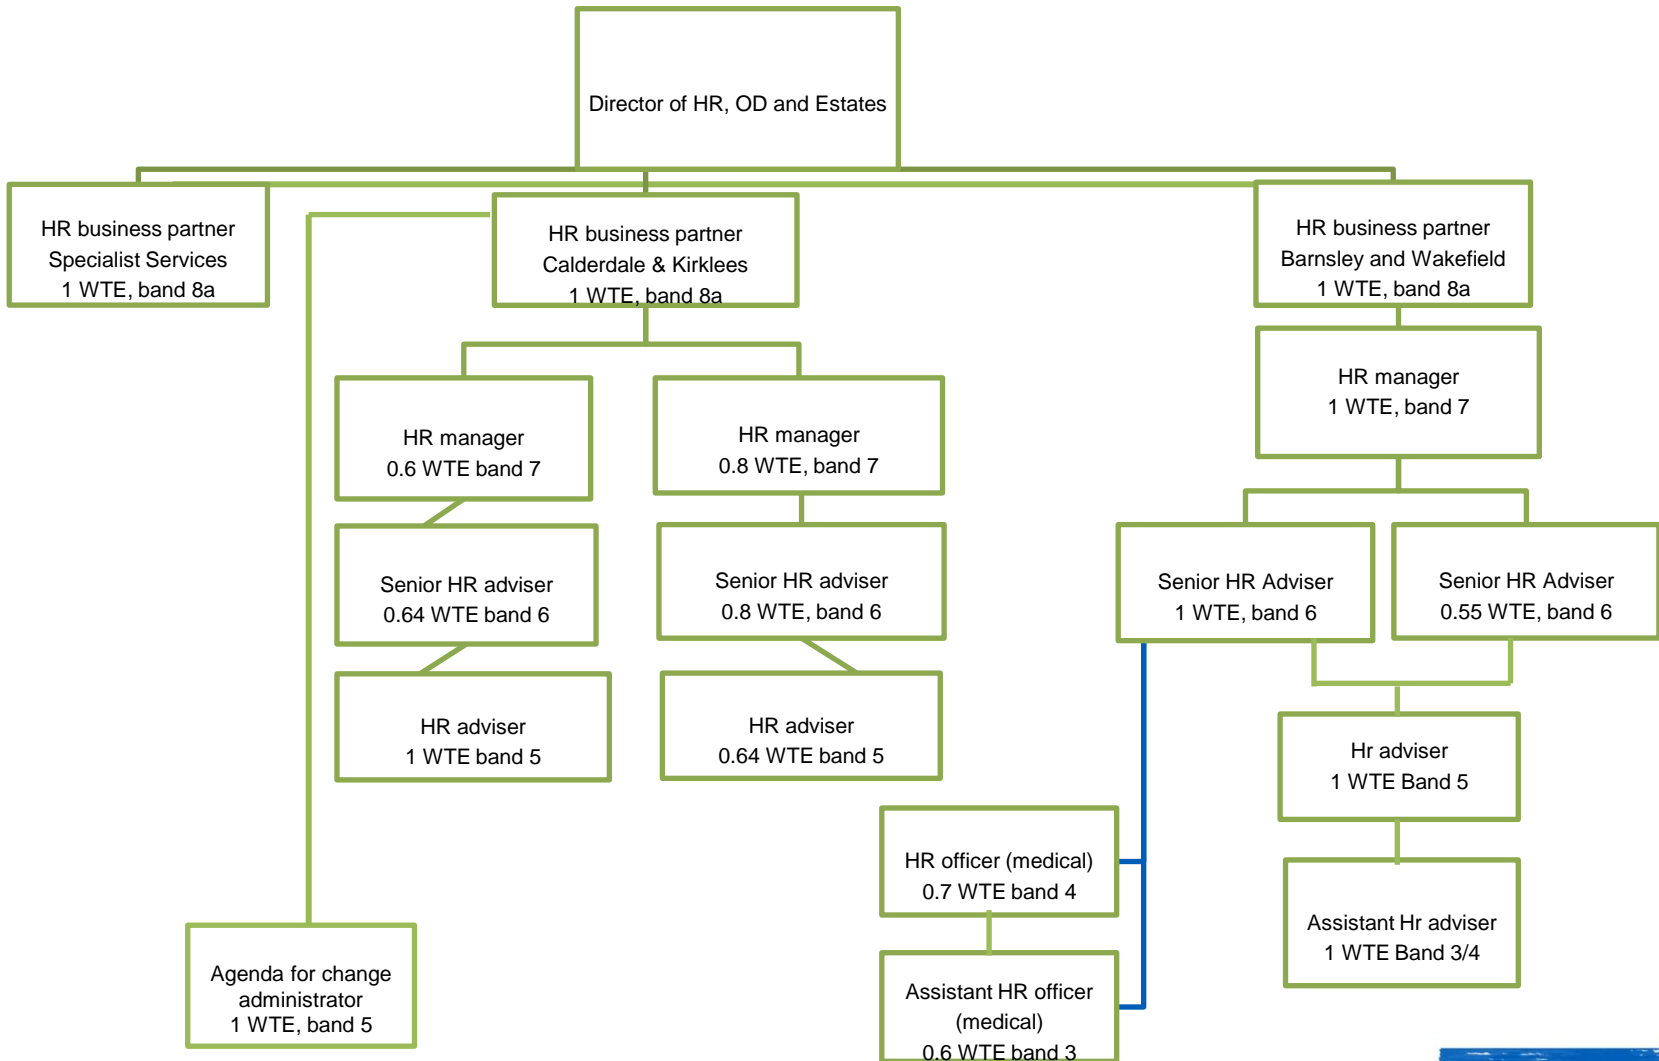 Director of HR, OD and Estates
HR business partner
Specialist Services
1 WTE, band 8a
HR business partner
Calderdale & Kirklees
1 WTE, band 8a
HR business partner
Barnsley and Wakefield
1 WTE, band 8a
HR manager
0.6 WTE band 7
HR manager
0.8 WTE, band 7
HR manager
1 WTE, band 7
Senior HR adviser
0.64 WTE band 6
Senior HR adviser
0.8 WTE, band 6
Senior HR Adviser
1 WTE, band 6
Senior HR Adviser
0.55 WTE, band 6
HR adviser
1 WTE band 5
HR adviser
0.64 WTE band 5
Hr adviser
1 WTE Band 5
HR officer (medical)
0.7 WTE band 4
Assistant Hr adviser
1 WTE Band 3/4
Agenda for change
administrator
1 WTE, band 5
Assistant HR officer
(medical)
0.6 WTE band 3